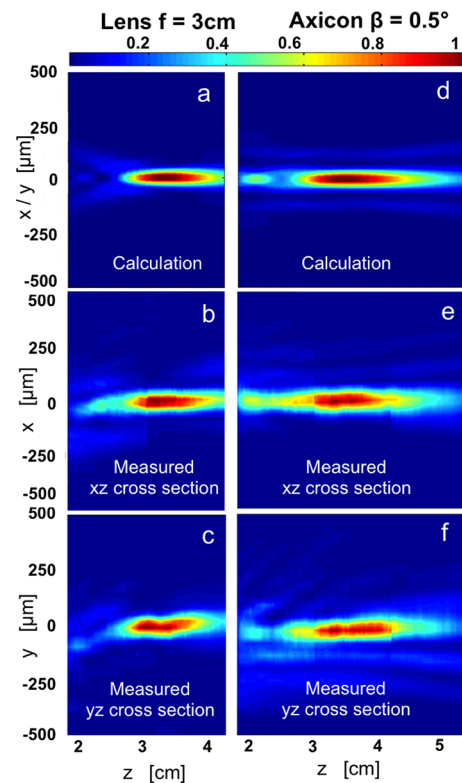 Lens f = 3cm
Axicon β = 0.5°
0.2 0.4 0.6 0.8 1
500
250
0
-250
-500
x / y [µm]
a
Calculation
d
Calculation
500
250
0
-250
-500
x [µm]
b
Measured
xz cross section
e
Measured
xz cross section
500
250
0
-250
-500
y [µm]
c
Measured
yz cross section
f
Measured
yz cross section
2 3 4
2 3 4 5
z [cm]
z [cm]